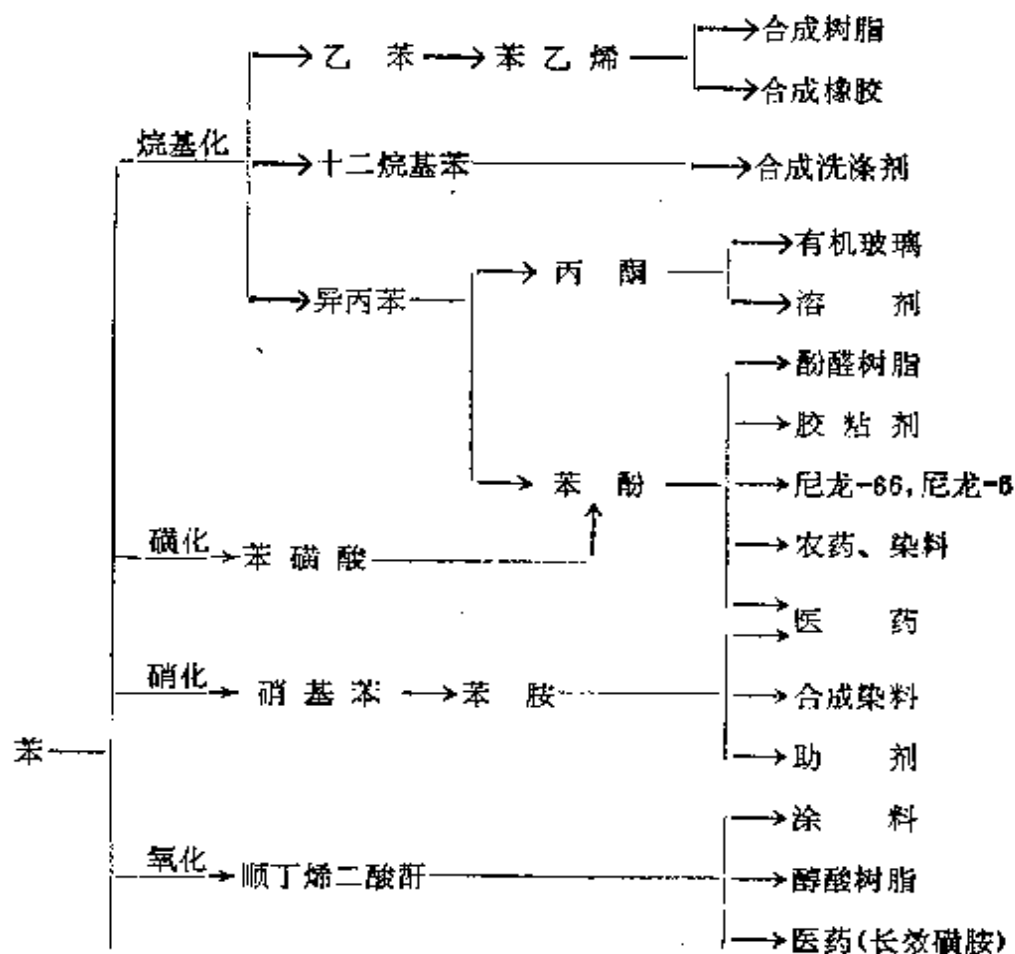 合成树脂
乙苯 苯乙烯
合成橡胶
烷基化
十二烷基苯 合成洗涤剂
有机玻璃
异丙苯 丙酮
溶剂
酚醛树脂
胶粘剂
苯酚 尼龙-66,尼龙-6
磺化
苯磺酸 农药、染料
医药
硝化
硝基苯 苯胺 合成染料
苯 助剂
涂料
氧化
顺丁烯二酸酐 醇酸树脂
医药(长效磺胺)